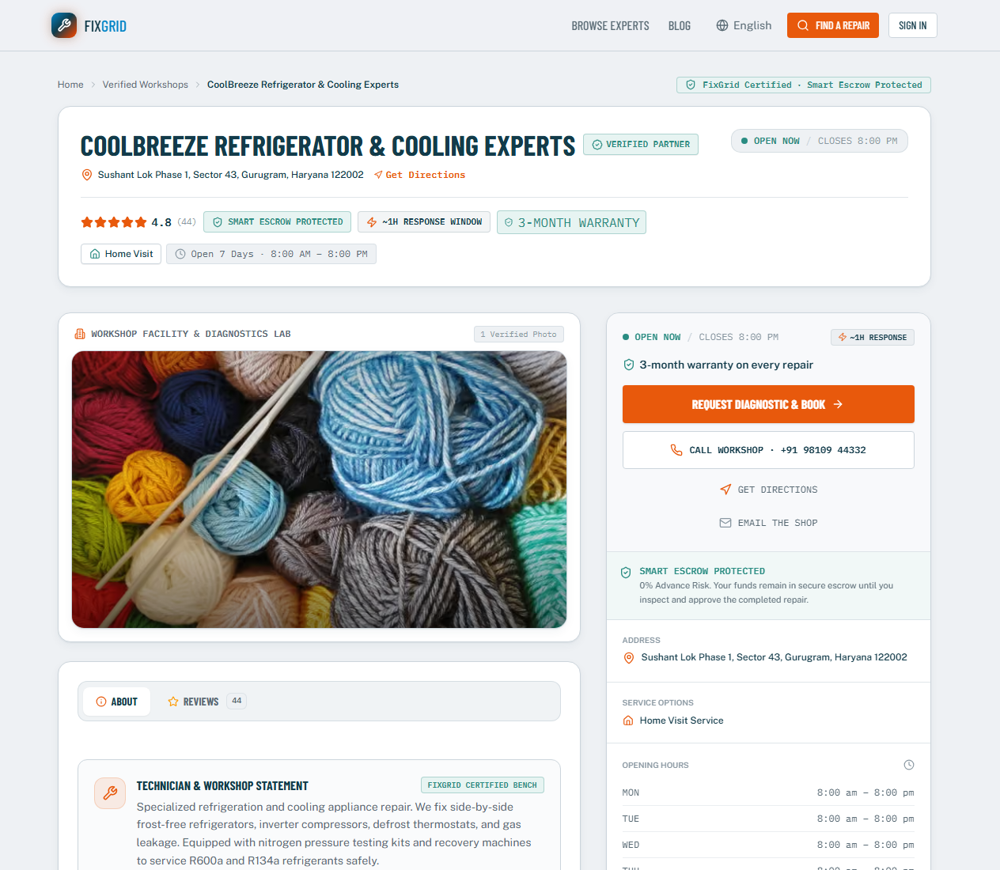 FIXGRID
BROWSE EXPERTS
BLOG
English
FIND A REPAIR
SIGN IN
Home > Verified Workshops > CoolBreeze Refrigerator & Cooling Experts
FixGrid Certified · Smart Escrow Protected
COOLBREEZE REFRIGERATOR & COOLING EXPERTS
VERIFIED PARTNER
OPEN NOW / CLOSES 8:00 PM
Sushant Lok Phase 1, Sector 43, Gurugram, Haryana 122002
Get Directions
4.8 (44)
SMART ESCROW PROTECTED
~1H RESPONSE WINDOW
3-MONTH WARRANTY
Home Visit
Open 7 Days · 8:00 AM – 8:00 PM
WORKSHOP FACILITY & DIAGNOSTICS LAB
1 Verified Photo
ABOUT
REVIEWS 44
TECHNICIAN & WORKSHOP STATEMENT
FIXGRID CERTIFIED BENCH
Specialized refrigeration and cooling appliance repair. We fix side-by-side
frost-free refrigerators, inverter compressors, defrost thermostats, and gas
leakage. Equipped with nitrogen pressure testing kits and recovery machines
to service R600a and R134a refrigerants safely.
OPEN NOW / CLOSES 8:00 PM
~1H RESPONSE
3-month warranty on every repair
REQUEST DIAGNOSTIC & BOOK
CALL WORKSHOP · +91 98109 44332
GET DIRECTIONS
EMAIL THE SHOP
SMART ESCROW PROTECTED
0% Advance Risk. Your funds remain in secure escrow until you
inspect and approve the completed repair.
ADDRESS
Sushant Lok Phase 1, Sector 43, Gurugram, Haryana 122002
SERVICE OPTIONS
Home Visit Service
OPENING HOURS
MON 8:00 am – 8:00 pm
TUE 8:00 am – 8:00 pm
WED 8:00 am – 8:00 pm
THU 8:00 am – 8:00 pm